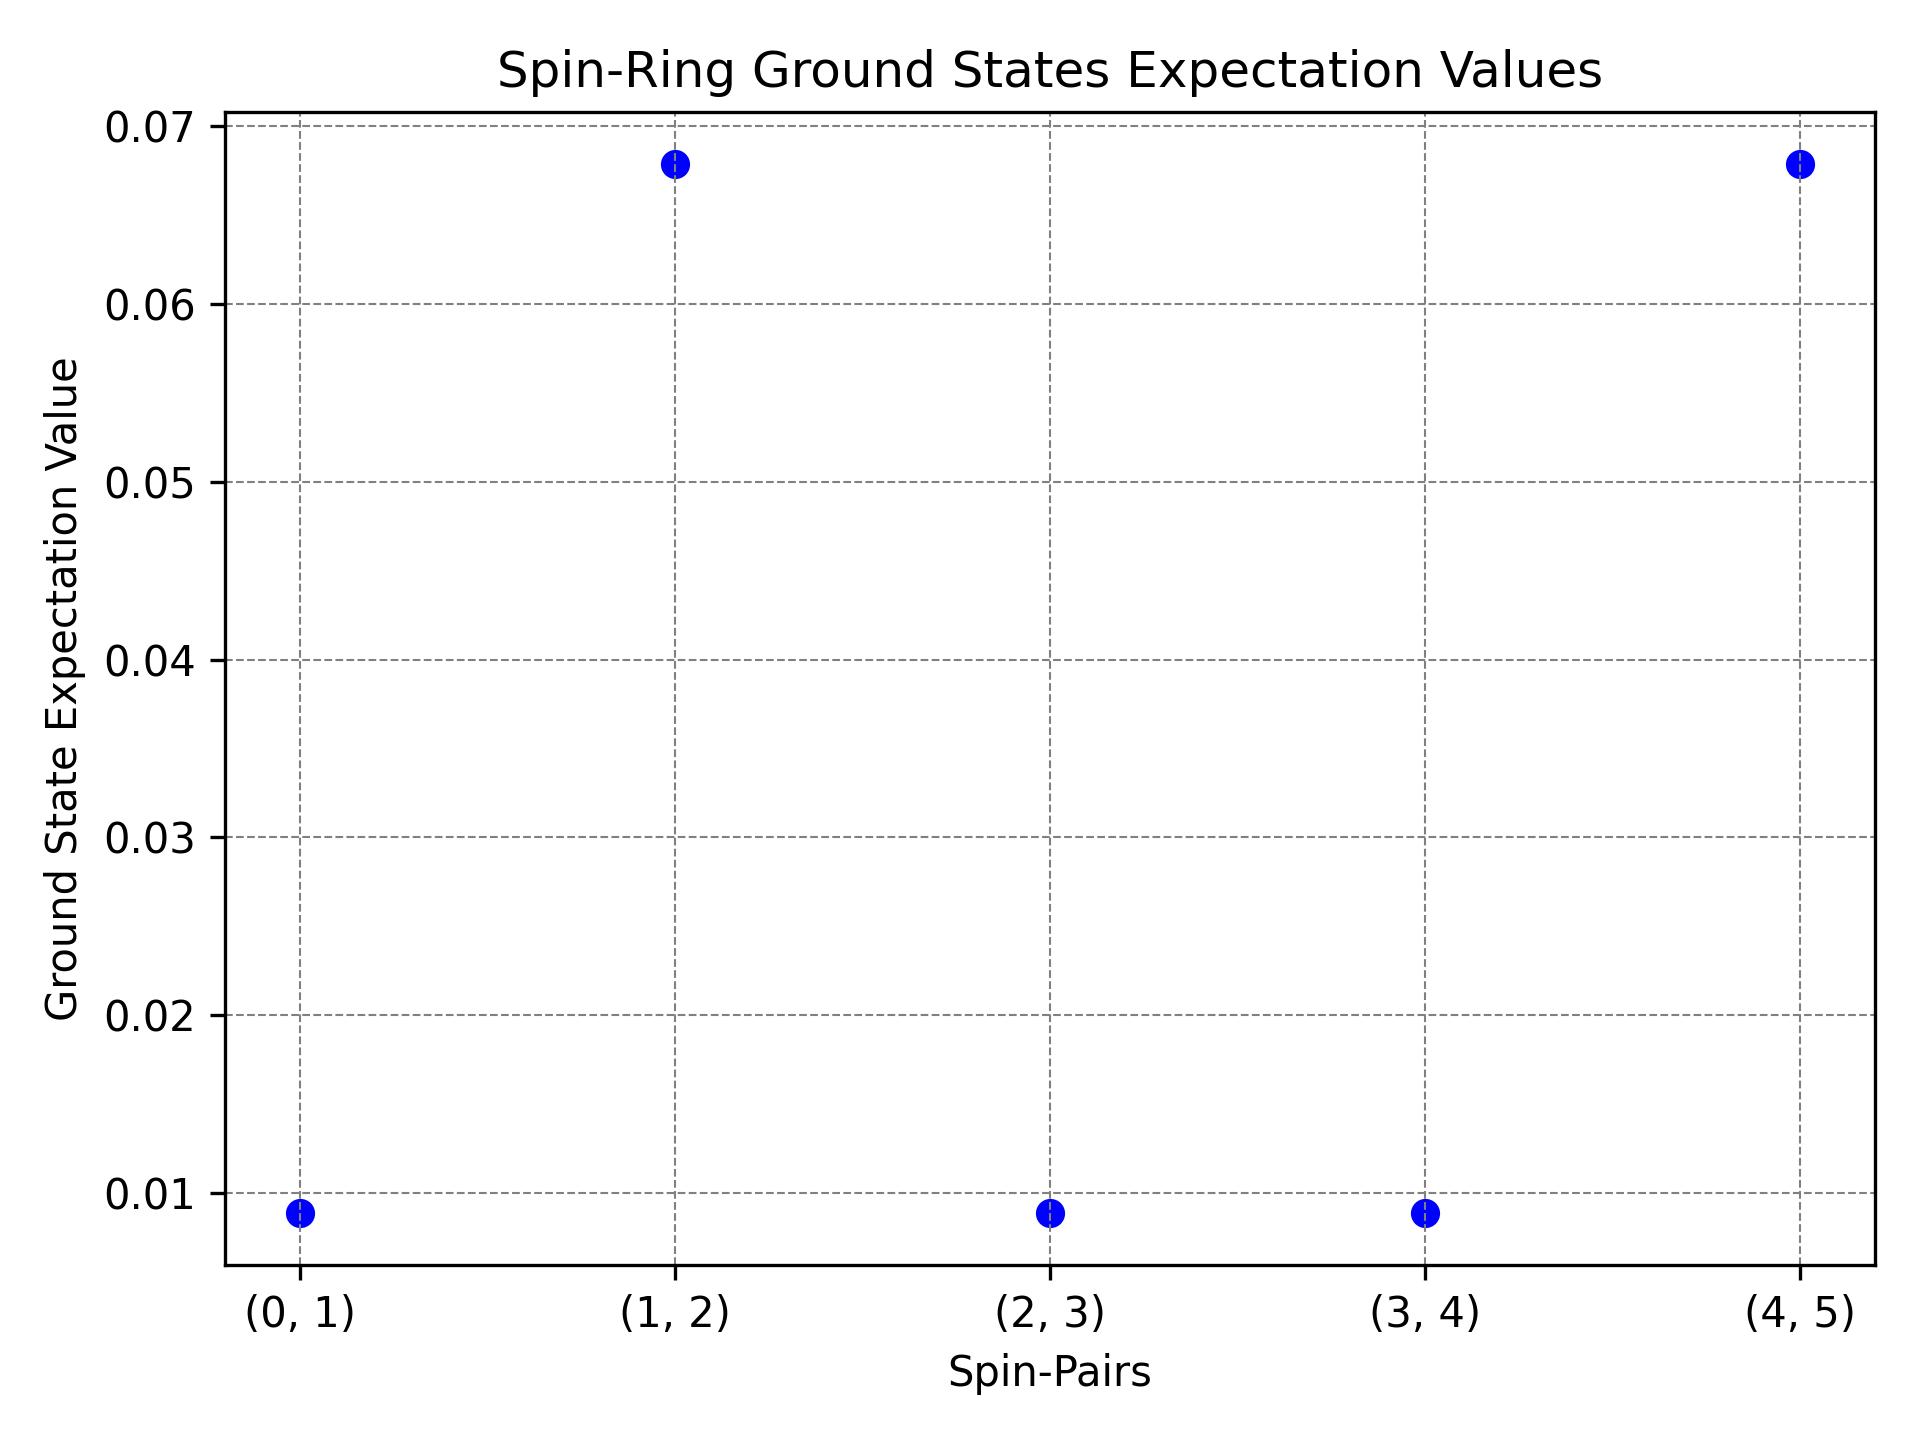 Spin-Ring Ground States Expectation Values
Ground State Expectation Value
0.07
0.06
0.05
0.04
0.03
0.02
0.01
(0, 1) (1, 2) (2, 3) (3, 4) (4, 5)
Spin-Pairs